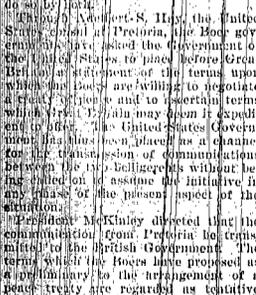 do so by both.
Through Adelbert S. Hay, the United
States consul at Pretoria, the Boer gov-
ernments have asked the Government of
the United States to place before Great
Britain a statement of the terms upon
which the Boers are willing to negotiate
a treaty of peace and to ascertain terms
which Great Britain may deem it expedi-
ent to offer. The United States Govern-
ment has thus been placed as a channel
for the transmission of communications
between the two belligerents without be-
ing called on to assume the initiative in
any phase of the present aspect of the
situation.
President McKinley directed that the
communication from Pretoria be trans-
mitted to the British Government. The
terms which the Boers have proposed as
a preliminary to the arrangement of a
peace treaty are regarded as tentative